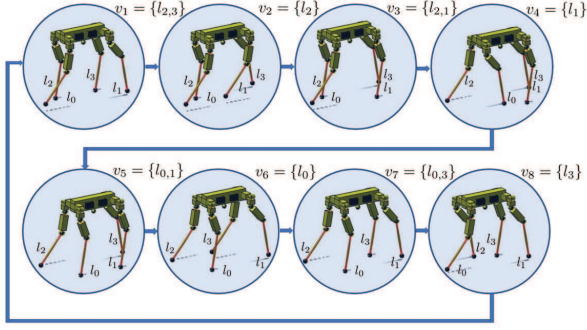 v₁ = {l₂,₃}
v₂ = {l₂}
v₃ = {l₂,₁}
v₄ = {l₁}
l₂ l₀ l₃ l₁
l₂ l₀ l₁ l₃
l₂ l₀ l₃ l₁
l₂ l₀ l₃ l₁
v₅ = {l₀,₁}
v₆ = {l₀}
v₇ = {l₀,₃}
v₈ = {l₃}
l₂ l₀ l₃ l₁
l₂ l₃ l₀ l₁
l₂ l₀ l₃ l₁
l₂ l₀ l₃ l₁